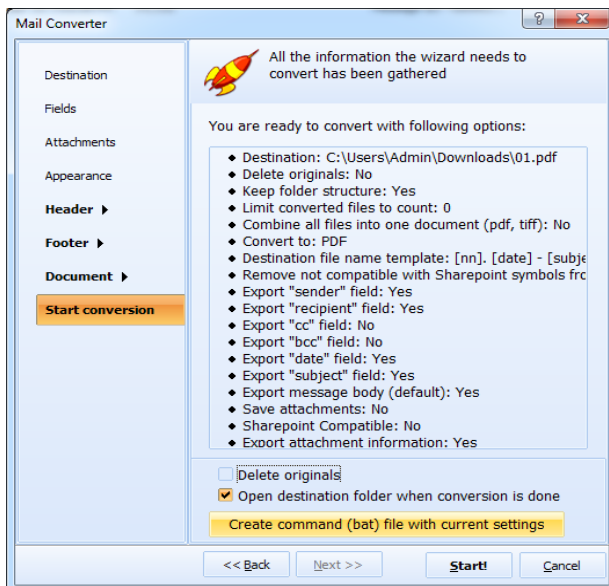 Mail Converter
Destination
Fields
Attachments
Appearance
Header
Footer
Document
Start conversion
All the information the wizard needs to
convert has been gathered
You are ready to convert with following options:
Destination: C:\Users\Admin\Downloads\01.pdf
Delete originals: No
Keep folder structure: Yes
Limit converted files to count: 0
Combine all files into one document (pdf, tiff): No
Convert to: PDF
Destination file name template: [nn]. [date] - [subje
Remove not compatible with Sharepoint symbols fro
Export "sender" field: Yes
Export "recipient" field: Yes
Export "cc" field: No
Export "bcc" field: No
Export "date" field: Yes
Export "subject" field: Yes
Export message body (default): Yes
Save attachments: No
Sharepoint Compatible: No
Export attachment information: Yes
Delete originals
Open destination folder when conversion is done
Create command (bat) file with current settings
<< Back
Next >>
Start!
Cancel